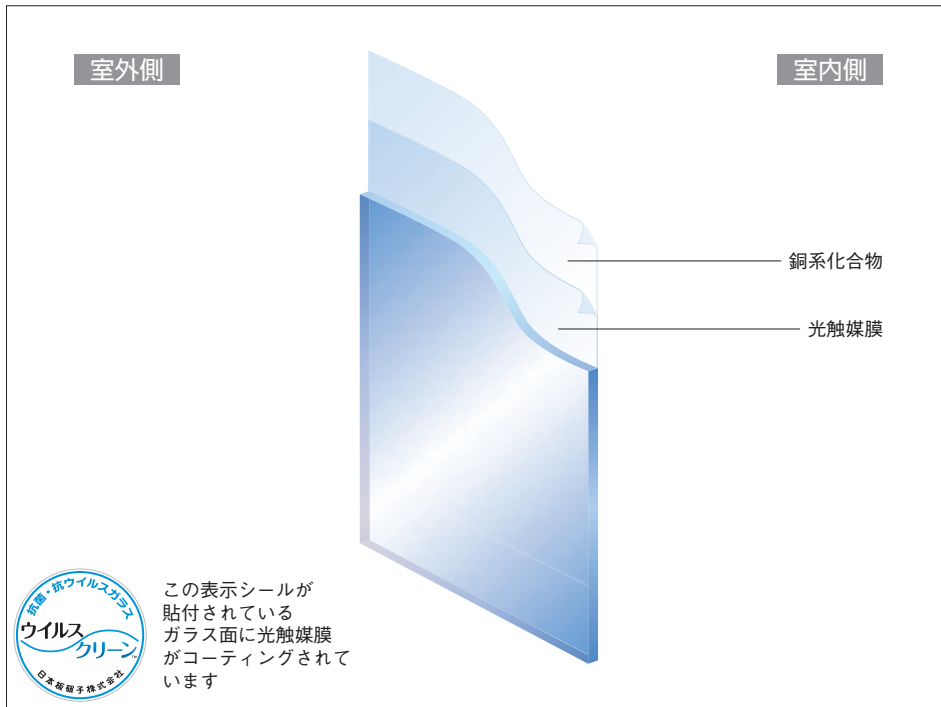 室外側
室内側
銅系化合物
光触媒膜
抗菌・抗ウイルスガラス
ウイルス
クリーン™
日本板硝子株式会社
この表示シールが
貼付されている
ガラス面に光触媒膜
がコーティングされて
います